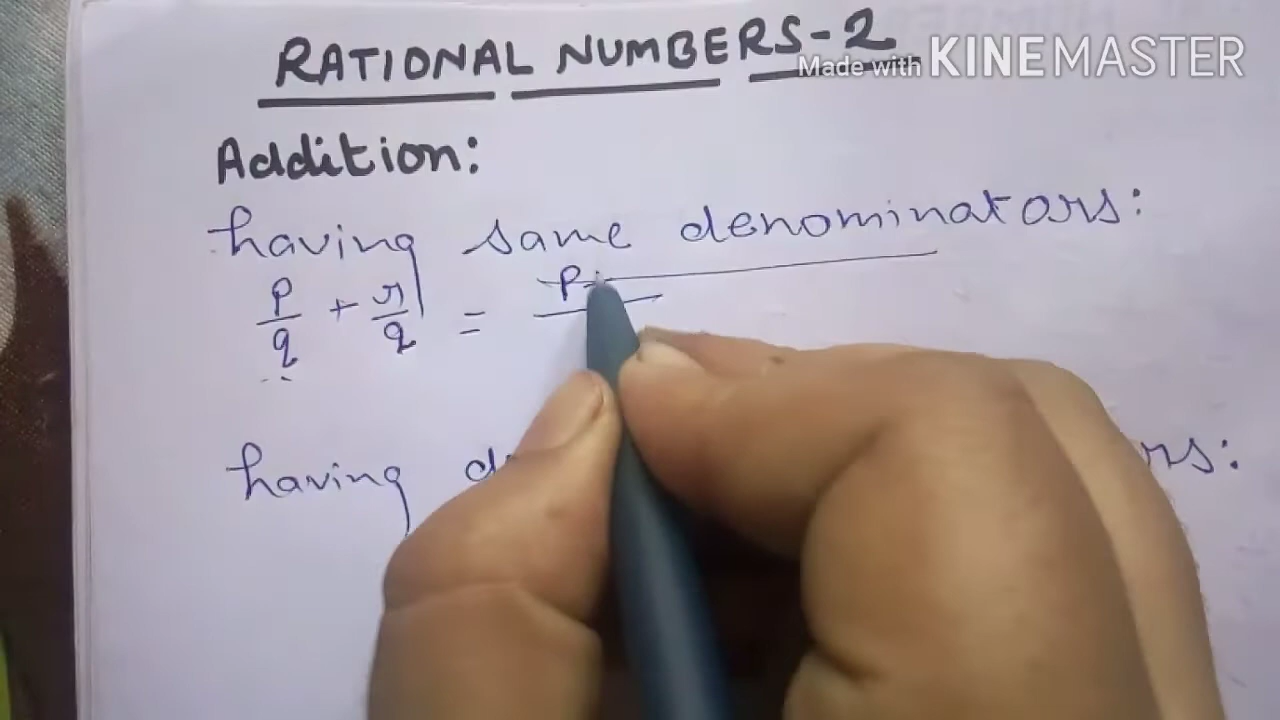 RATIONAL NUMBERS-2
Made with KINEMASTER
Addition:
having same denominators:
p/q + r/q = p
having